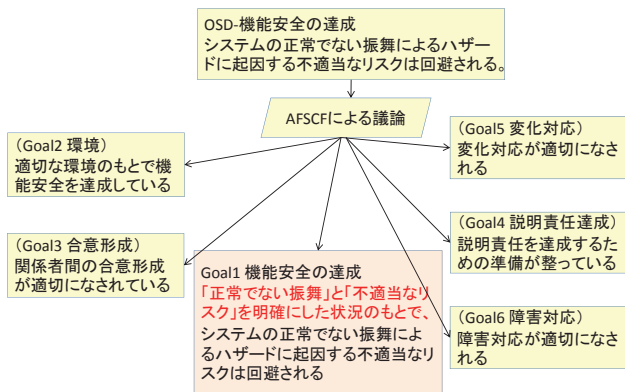 OSD-機能安全の達成
システムの正常でない振舞によるハザー
ドに起因する不適当なリスクは回避される。
AFSCFによる議論
(Goal2 環境)
適切な環境のもとで機
能安全を達成している
(Goal5 変化対応)
変化対応が適切になさ
れる
(Goal3 合意形成)
関係者間の合意形成
が適切になされている
(Goal4 説明責任達成)
説明責任を達成するた
めの準備が整っている
Goal1 機能安全の達成
「正常でない振舞」と「不適当なリ
スク」を明確にした状況のもとで、
システムの正常でない振舞によ
るハザードに起因する不適当なリ
スクは回避される
(Goal6 障害対応)
障害対応が適切になさ
れる